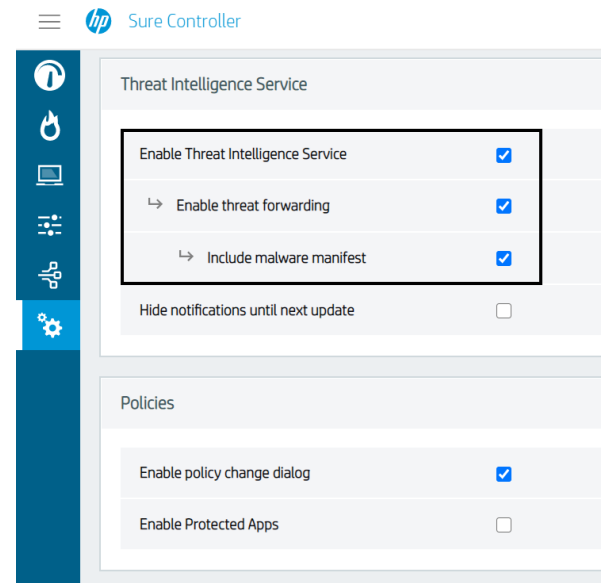 hp Sure Controller
Threat Intelligence Service
Enable Threat Intelligence Service
Enable threat forwarding
Include malware manifest
Hide notifications until next update
Policies
Enable policy change dialog
Enable Protected Apps